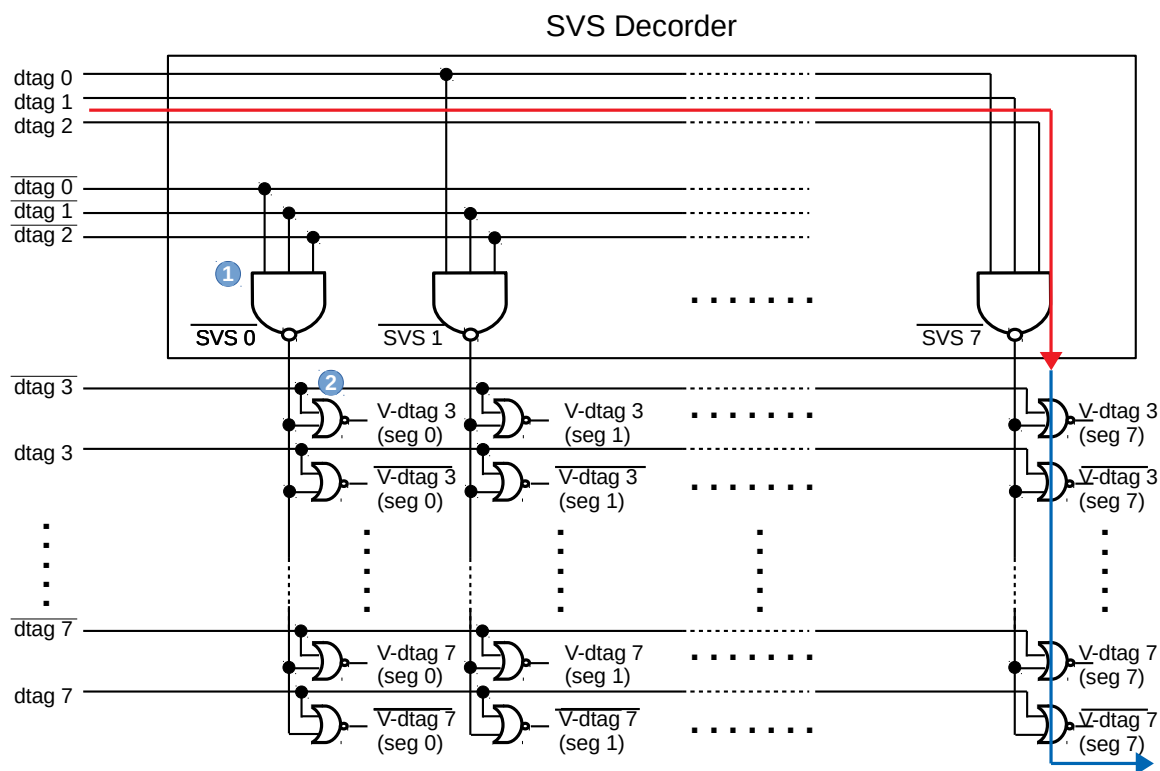 SVS Decorder
dtag 0
dtag 1
dtag 2
dtag 0
dtag 1
dtag 2
1
SVS 0
SVS 1
SVS 7
dtag 3
2
V-dtag 3
(seg 0)
V-dtag 3
(seg 1)
V-dtag 3
(seg 7)
dtag 3
V-dtag 3
(seg 0)
V-dtag 3
(seg 1)
V-dtag 3
(seg 7)
dtag 7
V-dtag 7
(seg 0)
V-dtag 7
(seg 1)
V-dtag 7
(seg 7)
dtag 7
V-dtag 7
(seg 0)
V-dtag 7
(seg 1)
V-dtag 7
(seg 7)